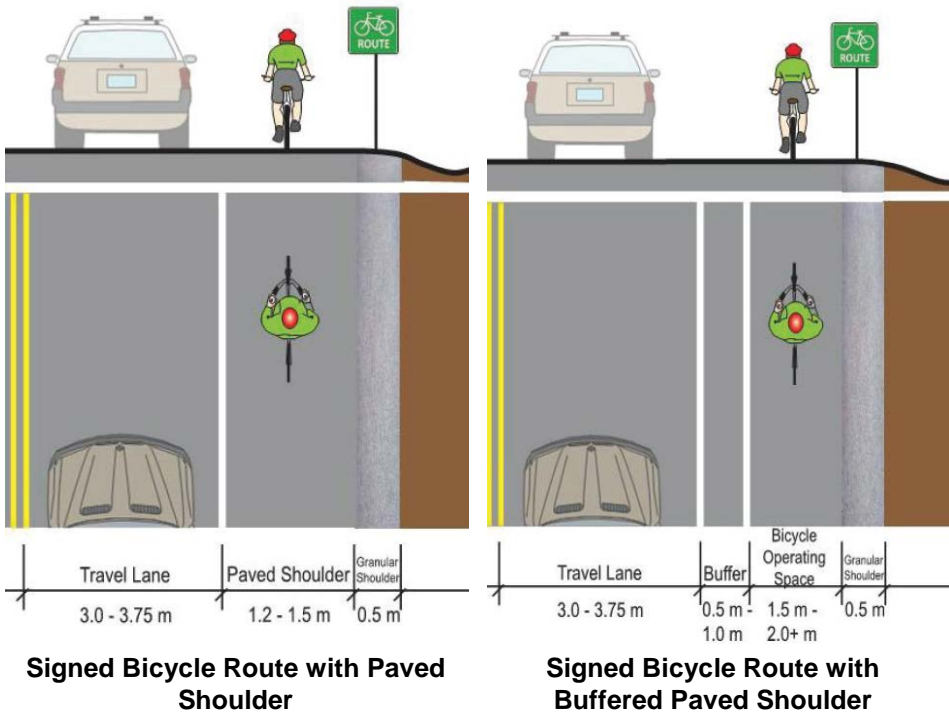 ROUTE
Travel Lane
3.0 - 3.75 m
Paved Shoulder
1.2 - 1.5 m
Granular
Shoulder
0.5 m
Signed Bicycle Route with Paved
Shoulder
ROUTE
Travel Lane
3.0 - 3.75 m
Buffer
0.5 m -
1.0 m
Bicycle
Operating
Space
1.5 m -
2.0+ m
Granular
Shoulder
0.5 m
Signed Bicycle Route with
Buffered Paved Shoulder